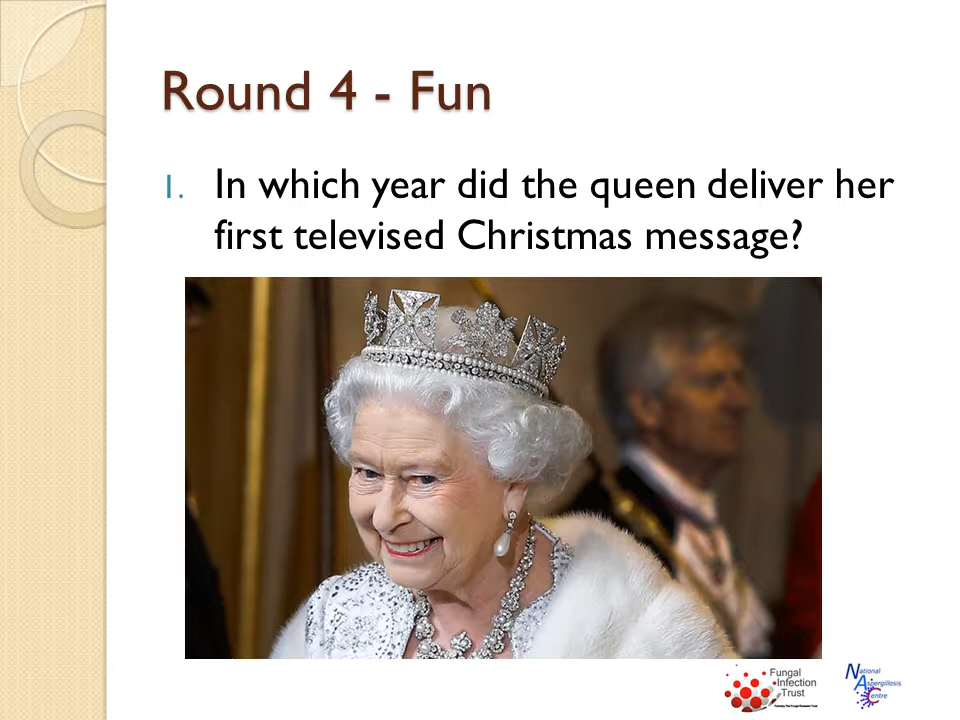 Round 4 - Fun
1. In which year did the queen deliver her
first televised Christmas message?
Fungal
Infection
Trust
National
Aspergillosis
Centre